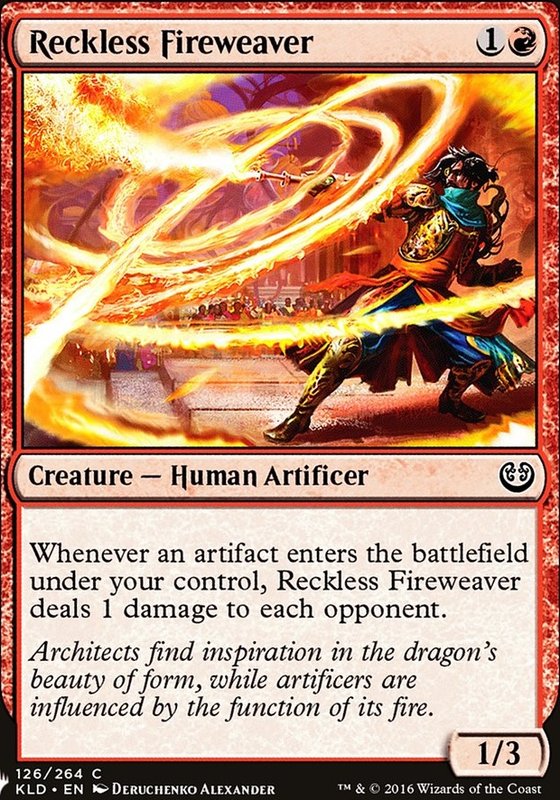 Reckless Fireweaver
1
Creature — Human Artificer
Whenever an artifact enters the battlefield
under your control, Reckless Fireweaver
deals 1 damage to each opponent.
Architects find inspiration in the dragon's
beauty of form, while artificers are
influenced by the function of its fire.
1/3
126/264 C
KLD • EN Deruchenko Alexander
™ & © 2016 Wizards of the Coast